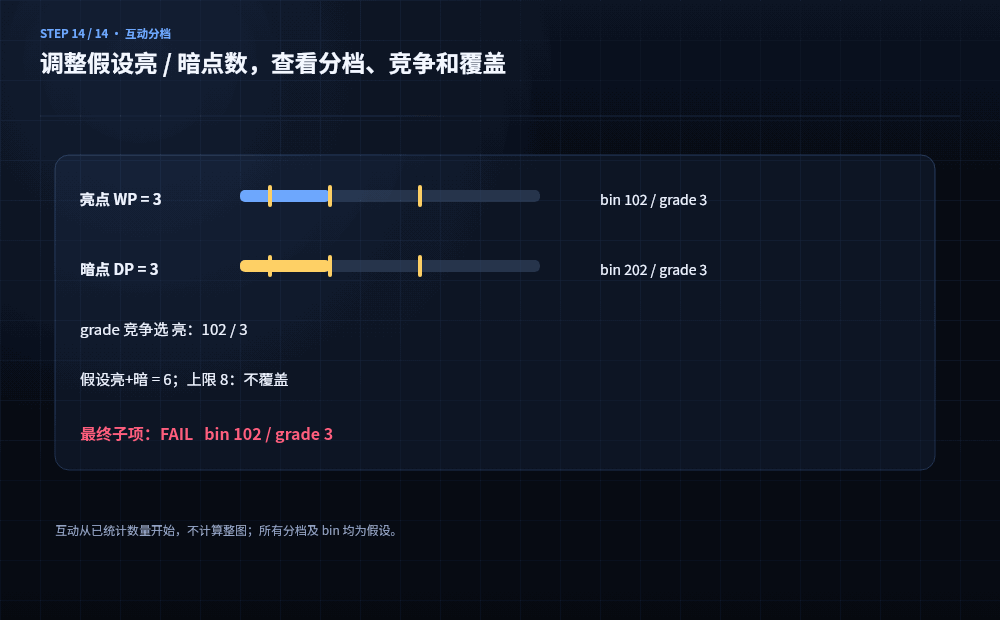 STEP 14 / 14 · 互动分档
调整假设亮 / 暗点数，查看分档、竞争和覆盖
亮点 WP = 3
bin 102 / grade 3
暗点 DP = 3
bin 202 / grade 3
grade 竞争选 亮：102 / 3
假设亮+暗 = 6；上限 8：不覆盖
最终子项：FAIL bin 102 / grade 3
互动从已统计数量开始，不计算整图；所有分档及 bin 均为假设。